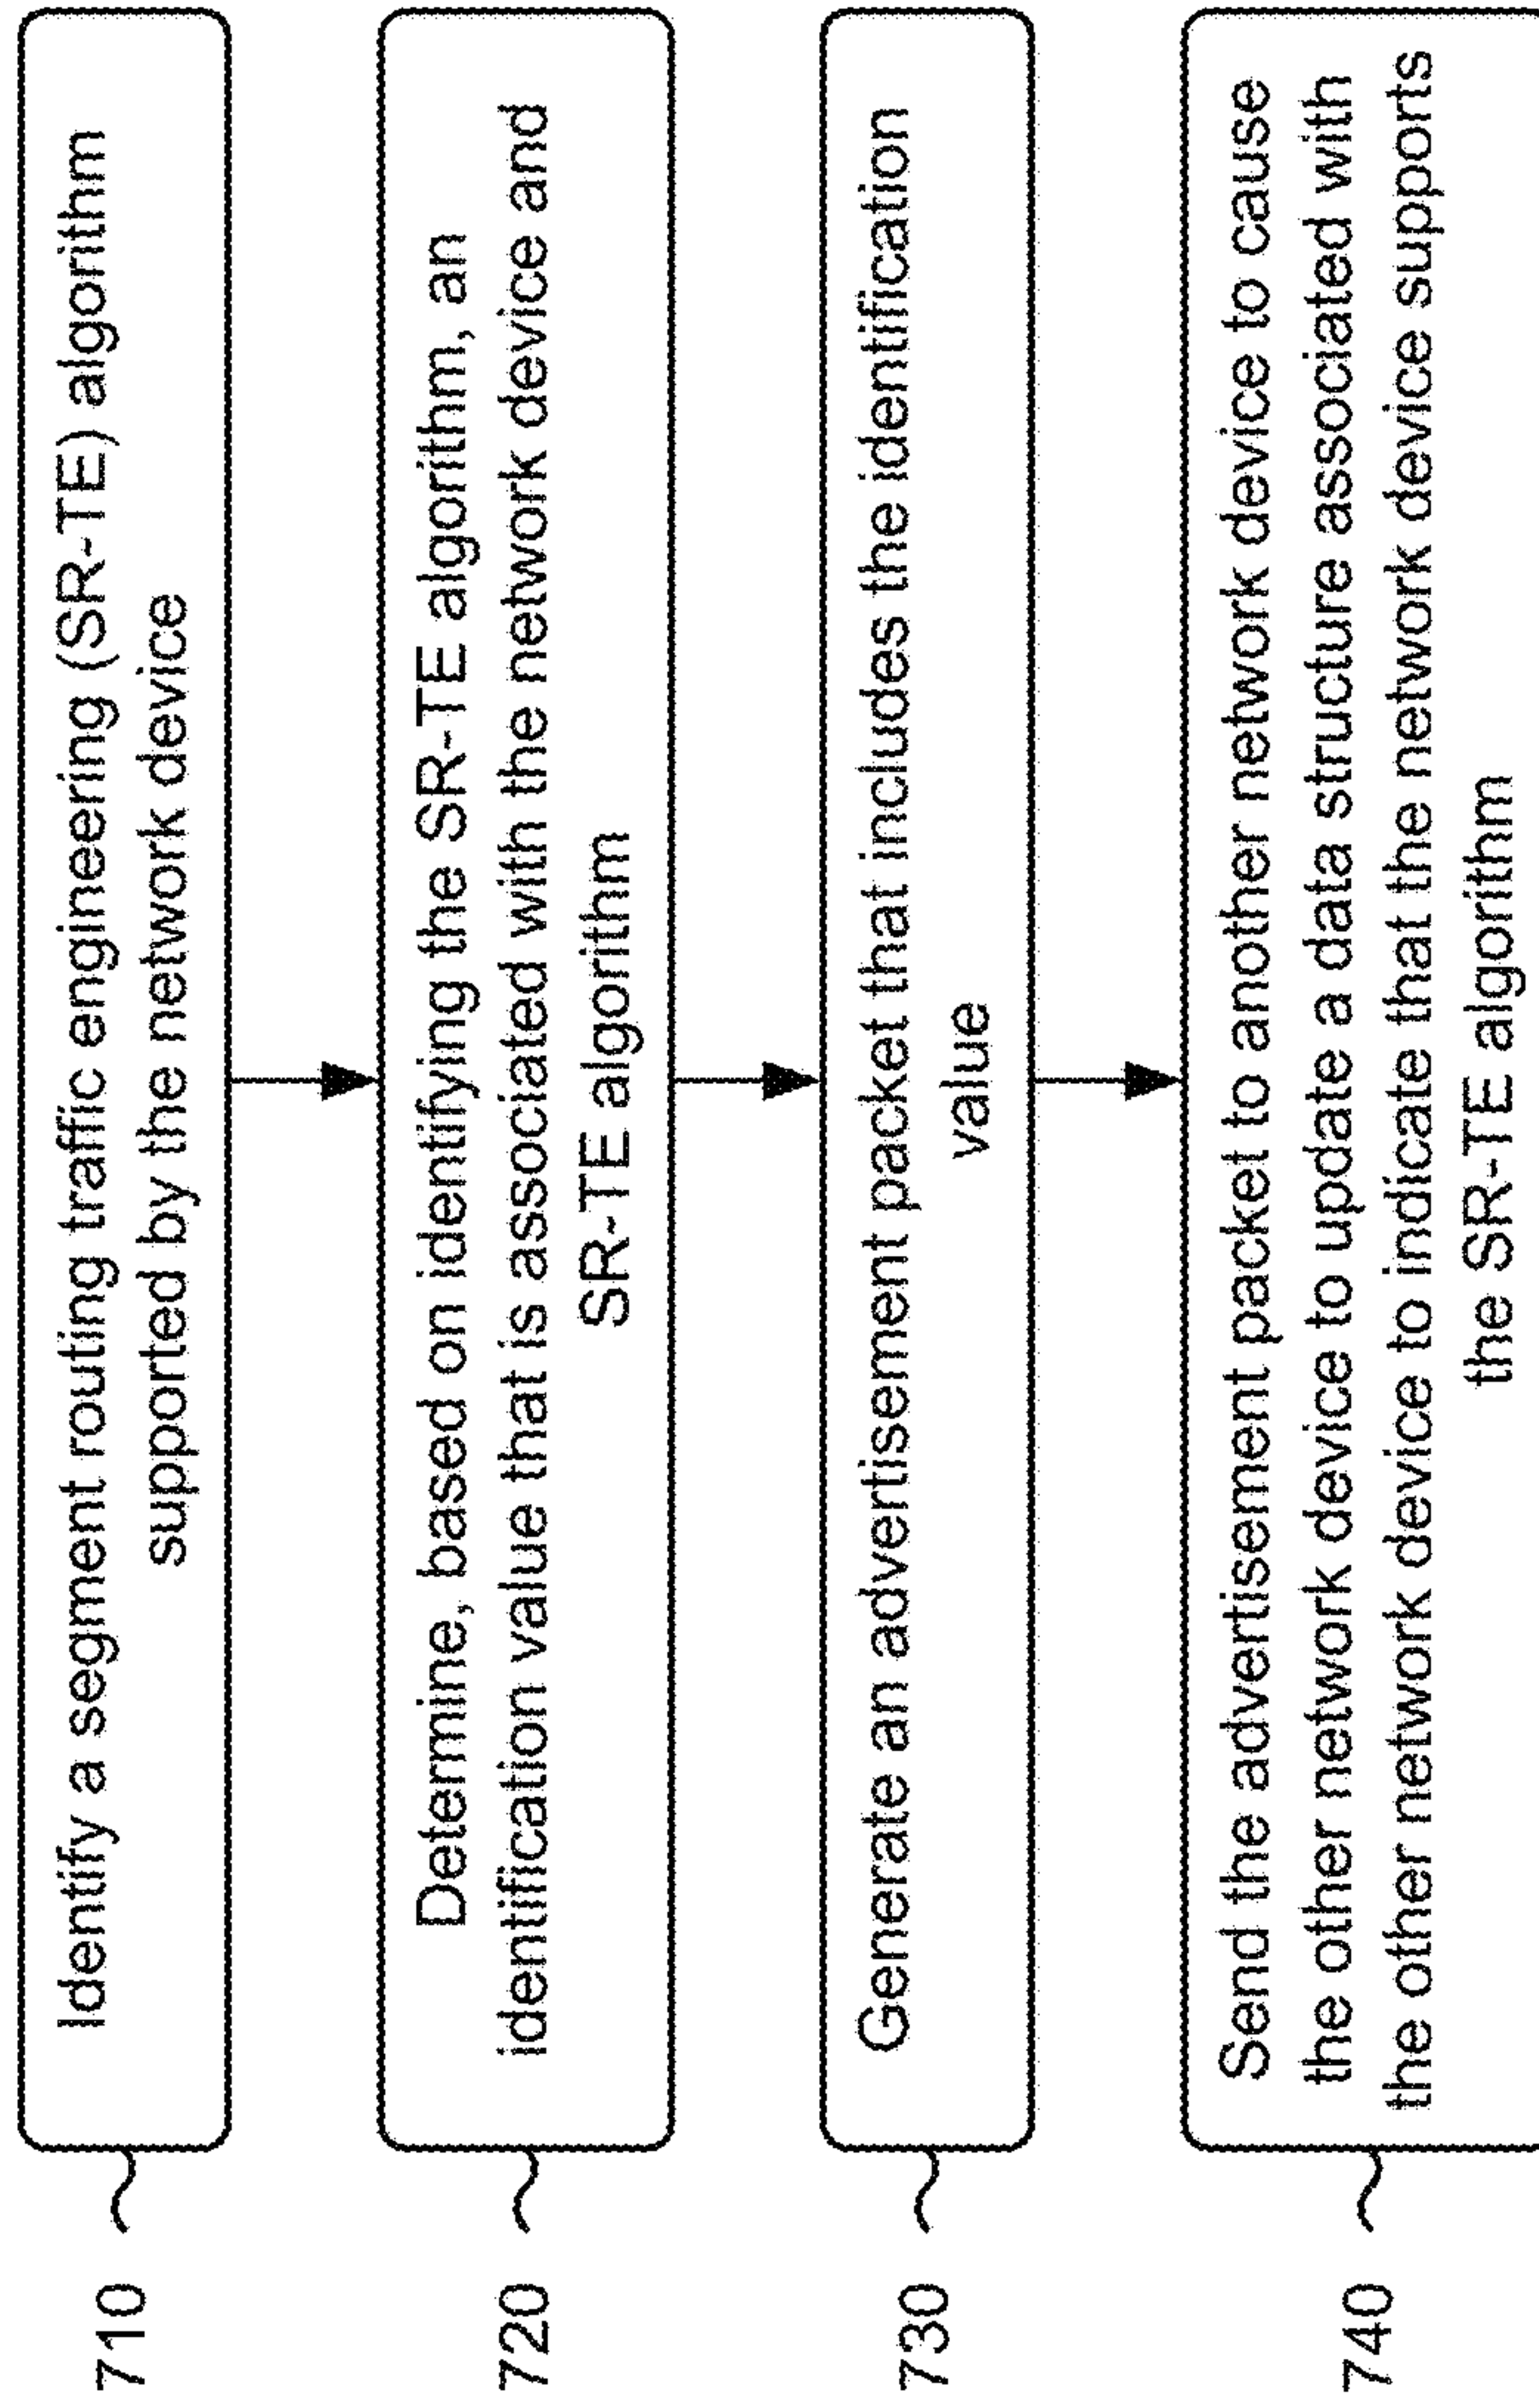 710
Identify a segment routing traffic engineering (SR-TE) algorithm
supported by the network device
720
Determine, based on identifying the SR-TE algorithm, an
identification value that is associated with the network device and
SR-TE algorithm
730
Generate an advertisement packet that includes the identification
value
740
Send the advertisement packet to another network device to cause
the other network device to update a data structure associated with
the other network device to indicate that the network device supports
the SR-TE algorithm